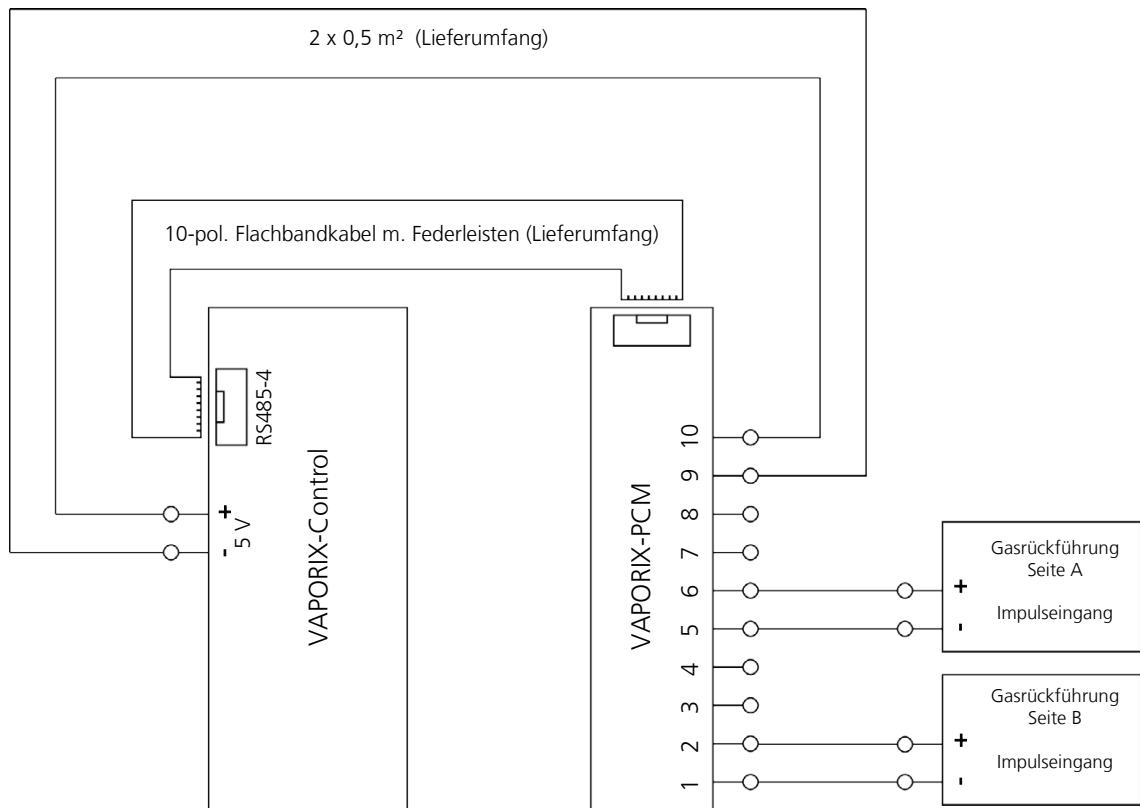 2 x 0,5 m² (Lieferumfang)
10-pol. Flachbandkabel m. Federleisten (Lieferumfang)
RS485-4
VAPORIX-Control
+
5 V
-
VAPORIX-PCM
10
9
8
7
6
5
4
3
2
1
Gasrückführung
Seite A
+
Impulseingang
-
Gasrückführung
Seite B
+
Impulseingang
-